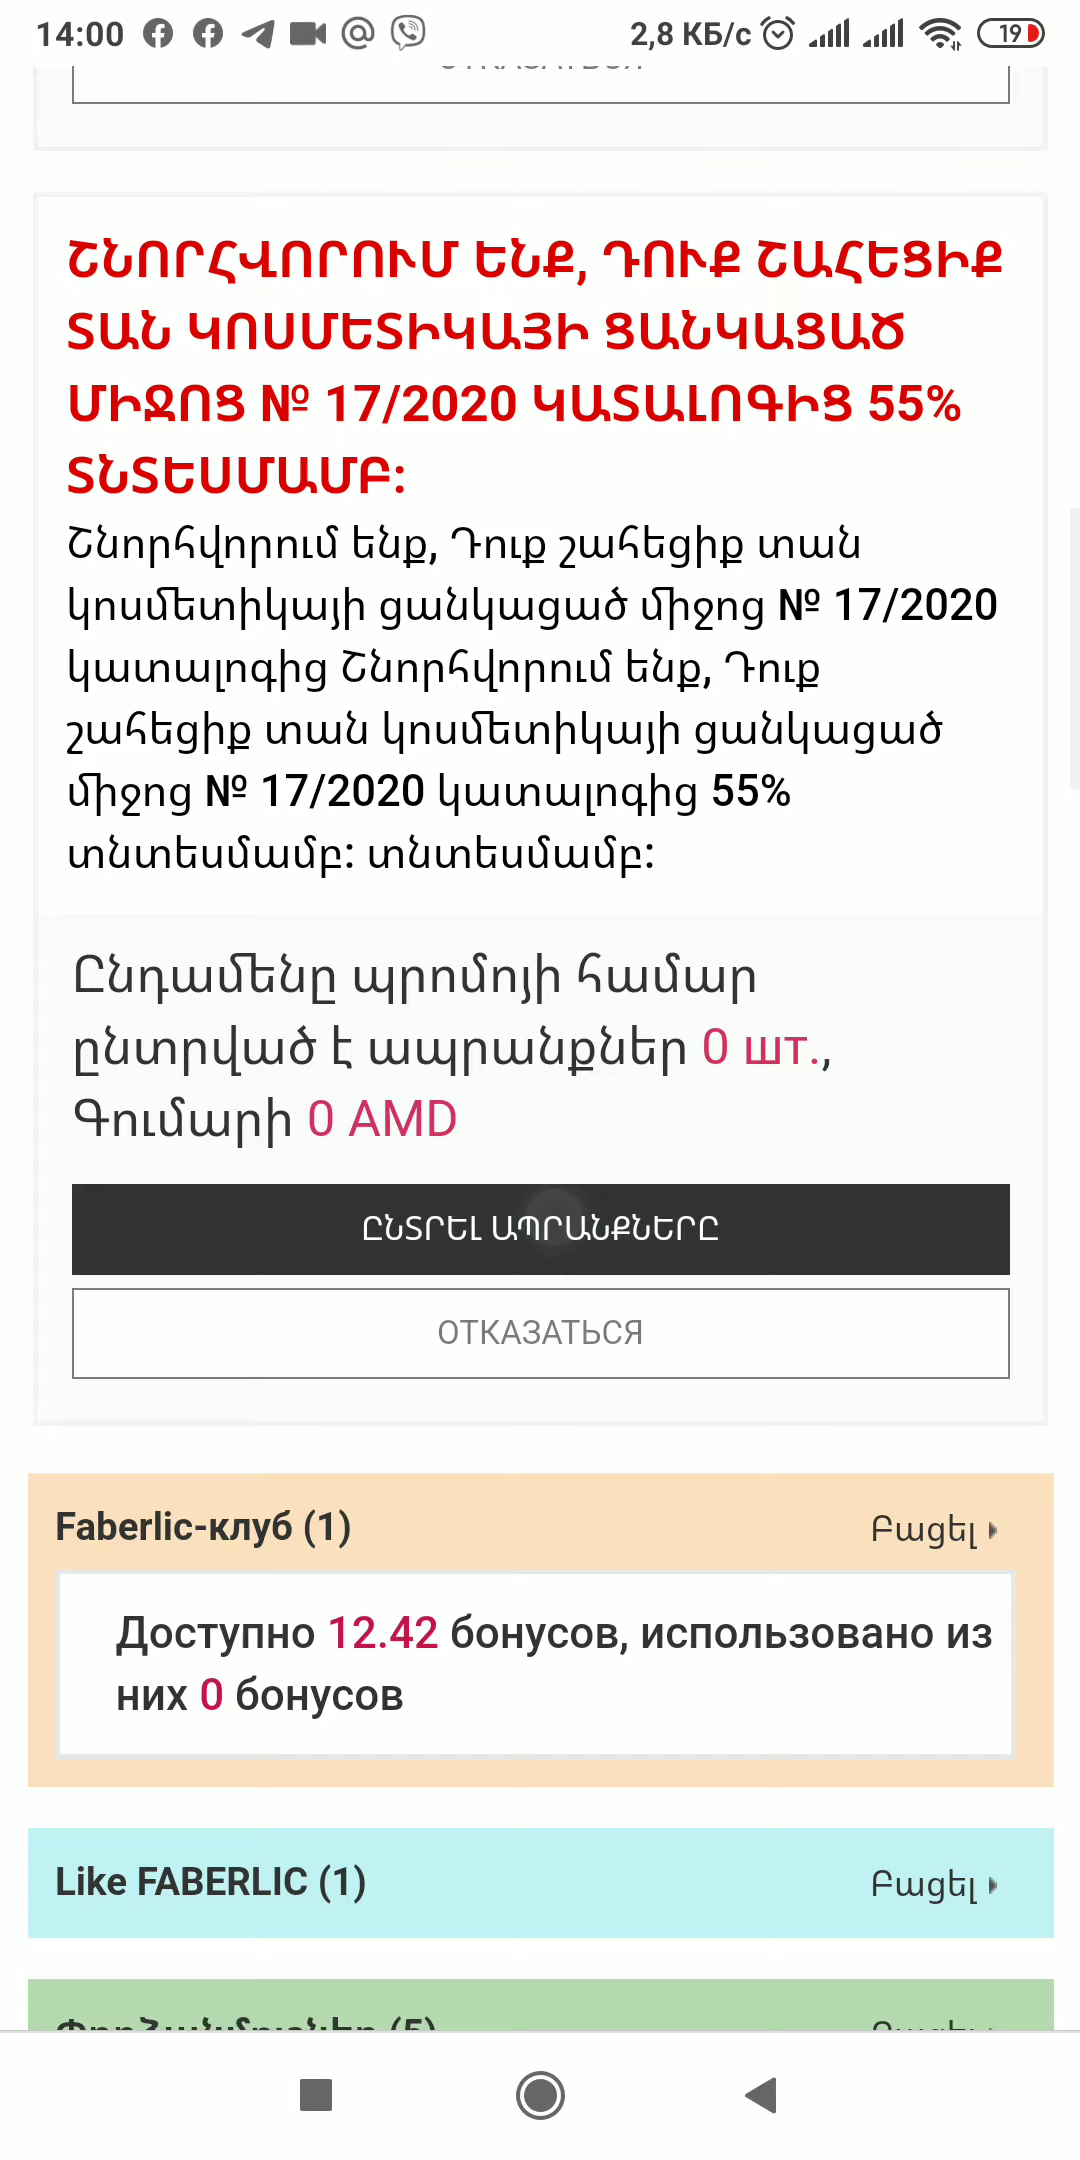 14:00
2,8 КБ/с
19
ОТКАЗАТЬСЯ
ՇՆՈՐՀՎՈՐՈՒՄ ԵՆՔ, ԴՈՒՔ ՇԱՀԵՑԻՔ
ՏԱՆ ԿՈՍՄԵՏԻԿԱՅԻ ՑԱՆԿԱՑԱԾ
ՄԻՋՈՑ № 17/2020 ԿԱՏԱԼՈԳԻՑ 55%
ՏՆՏԵՍՄԱՄԲ:
Շնորհվորում ենք, Դուք շահեցիք տան
կոսմետիկայի ցանկացած միջոց № 17/2020
կատալոգից Շնորհվորում ենք, Դուք
շահեցիք տան կոսմետիկայի ցանկացած
միջոց № 17/2020 կատալոգից 55%
տնտեսմամբ: տնտեսմամբ:
Ընդամենը պրոմոյի համար
ընտրված է ապրանքներ 0 шт.,
Գումարի 0 AMD
ԸՆՏՐԵԼ ԱՊՐԱՆՔՆԵՐԸ
ОТКАЗАТЬСЯ
Faberlic-клуб (1)
Բացել
Доступно 12.42 бонусов, использовано из
них 0 бонусов
Like FABERLIC (1)
Բացել